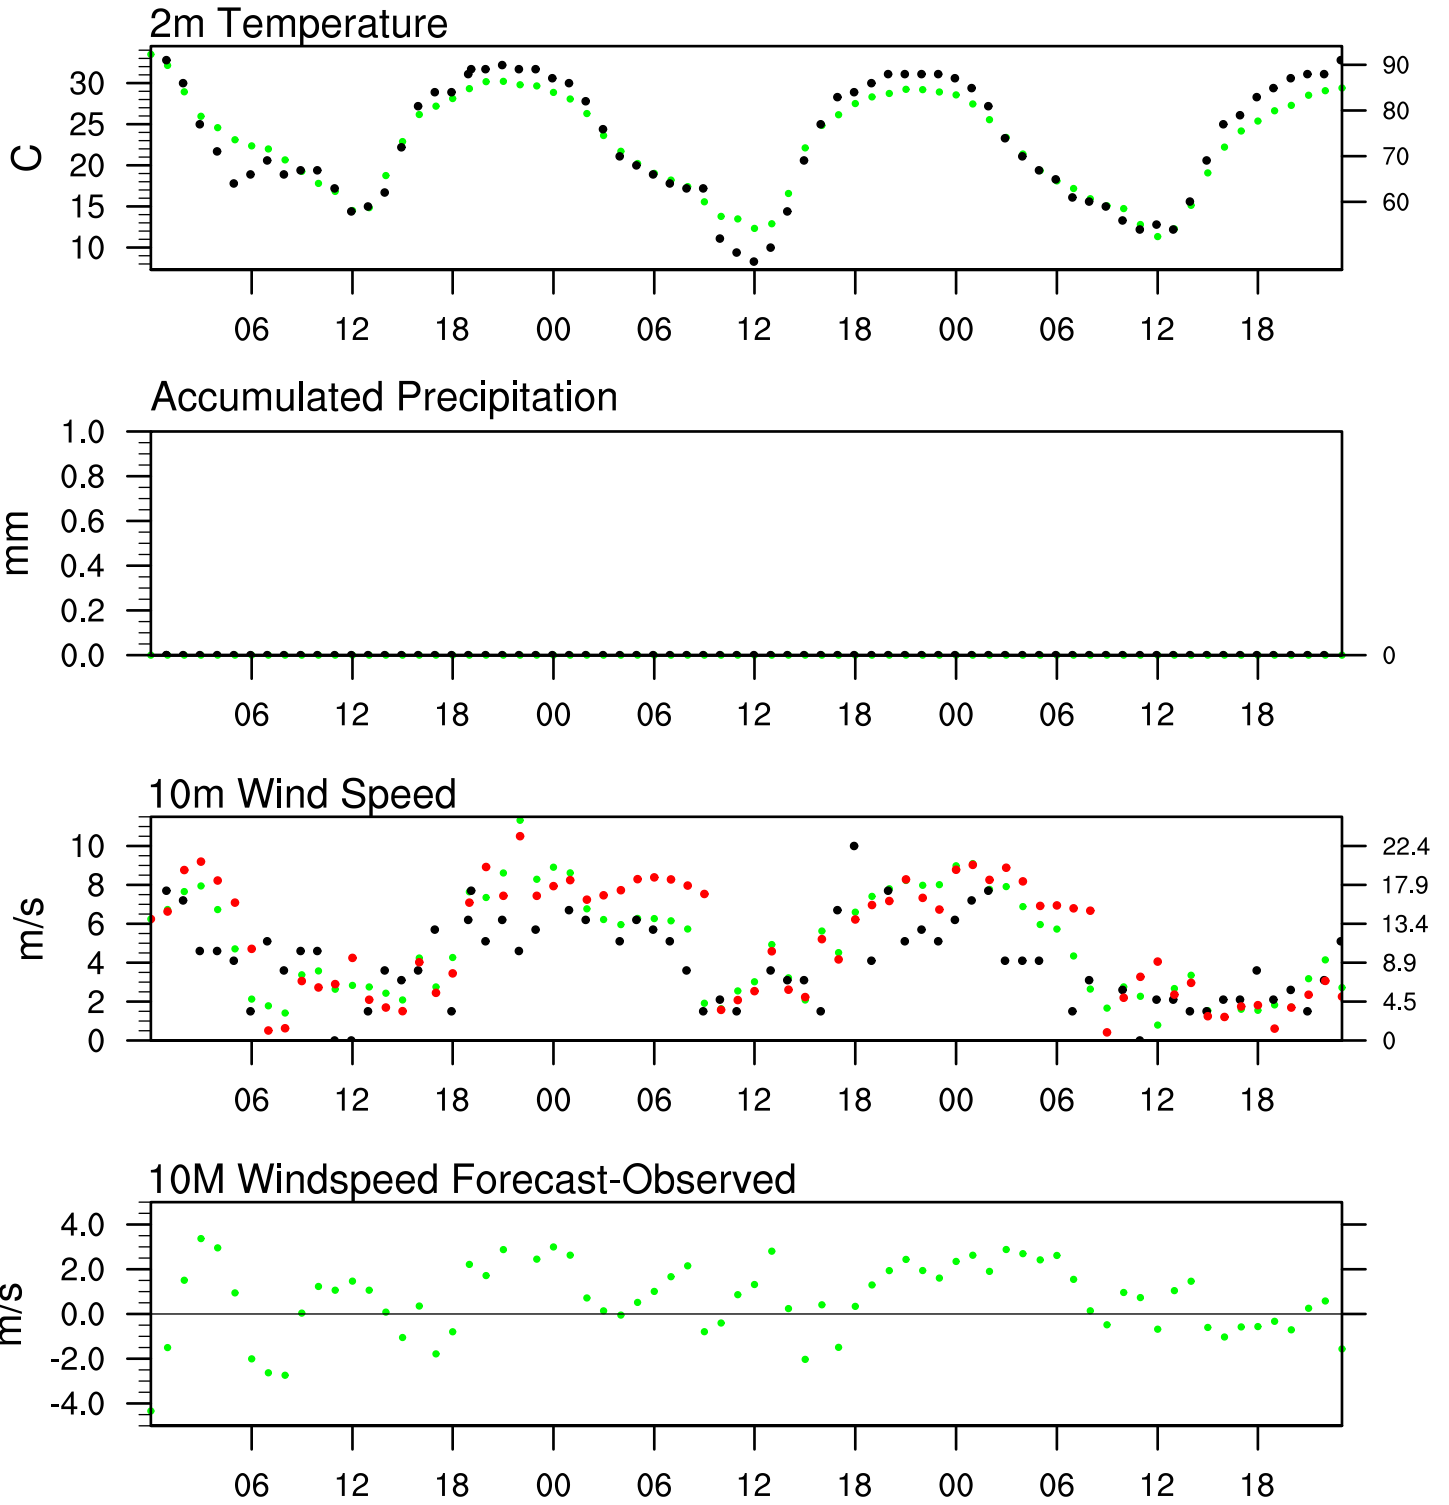 2m Temperature
C
30
25
20
15
10
90
80
70
60
06 12 18 00 06 12 18 00 06 12 18
Accumulated Precipitation
mm
1.0
0.8
0.6
0.4
0.2
0.0
0
06 12 18 00 06 12 18 00 06 12 18
10m Wind Speed
m/s
10
8
6
4
2
0
22.4
17.9
13.4
8.9
4.5
0
06 12 18 00 06 12 18 00 06 12 18
10M Windspeed Forecast-Observed
m/s
4.0
2.0
0.0
-2.0
-4.0
06 12 18 00 06 12 18 00 06 12 18